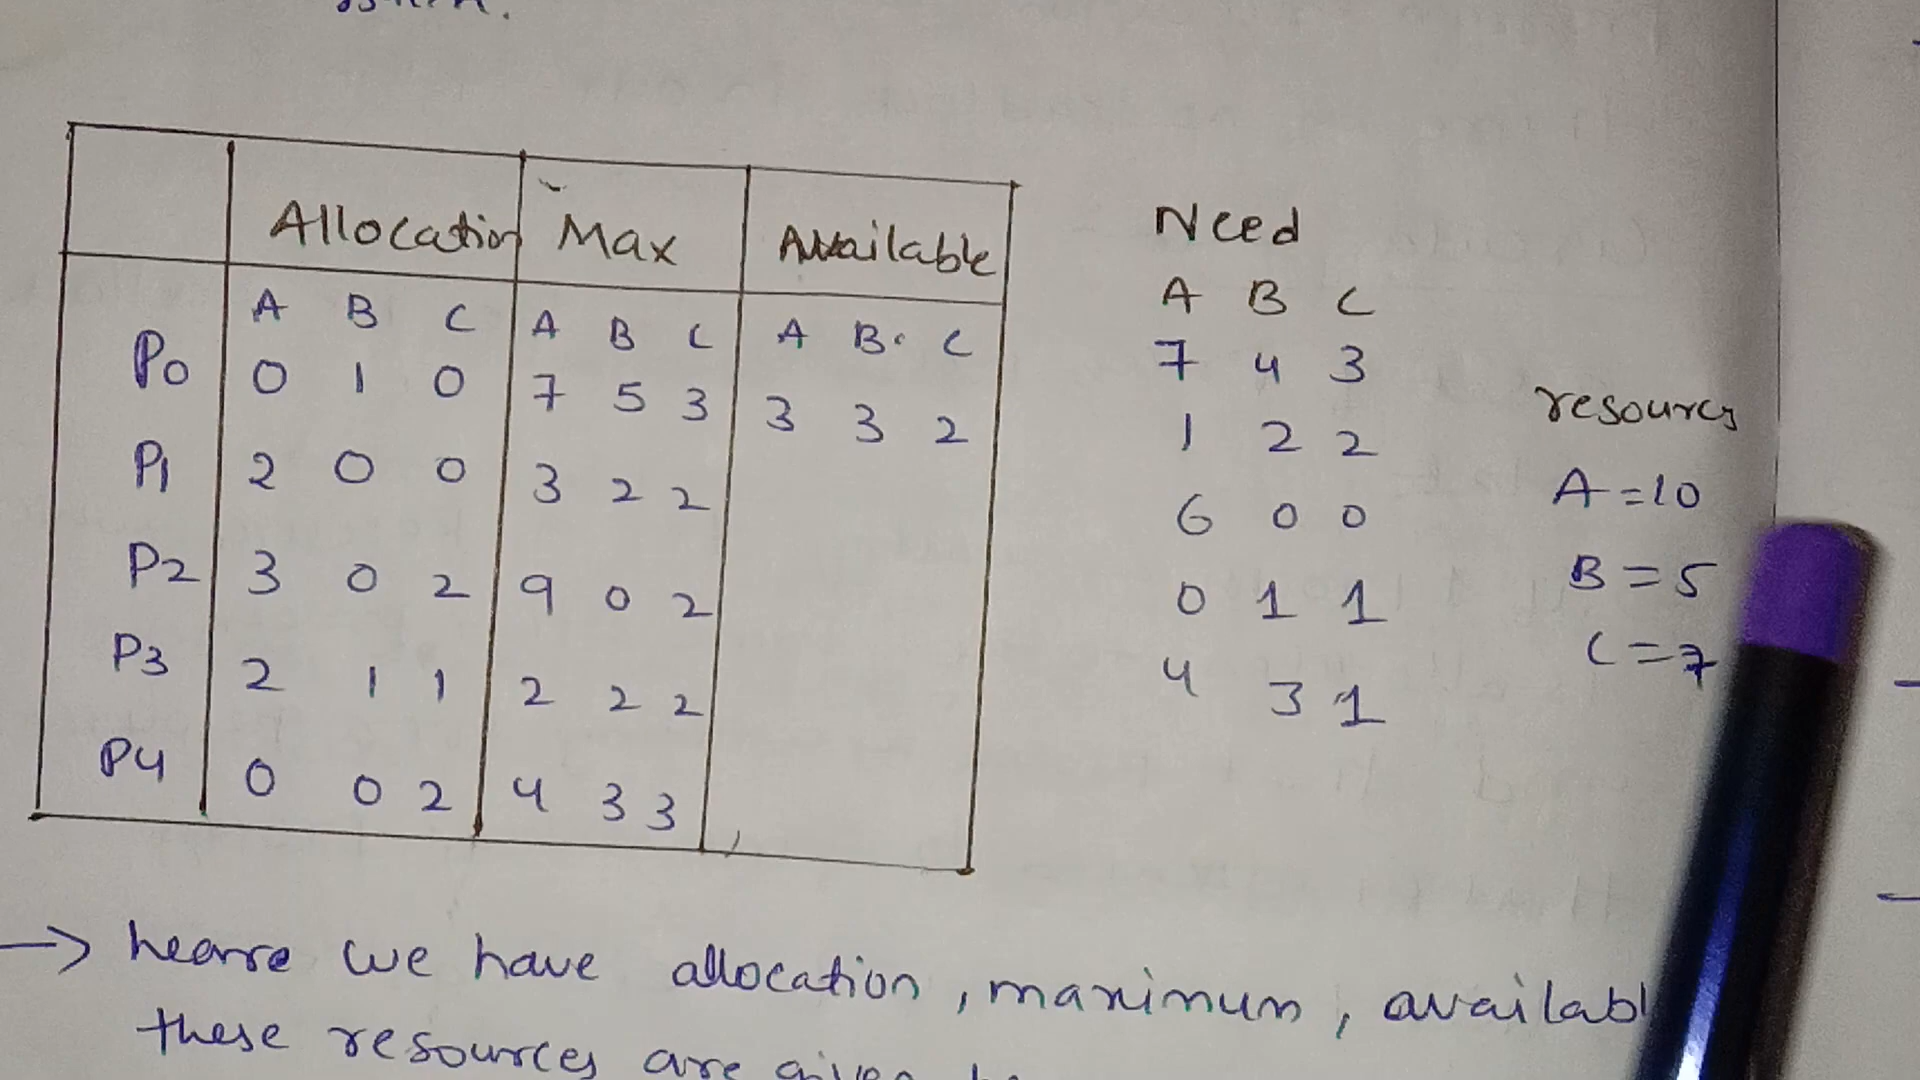 Allocation Max Available
A B C A B C A B C
P0 0 1 0 7 5 3 3 3 2
P1 2 0 0 3 2 2
P2 3 0 2 9 0 2
P3 2 1 1 2 2 2
P4 0 0 2 4 3 3
Need
A B C
7 4 3
1 2 2
6 0 0
0 1 1
4 3 1
resources
A=10
B=5
C=7
→ hearre we have allocation, maximum, availabl
these resources are given